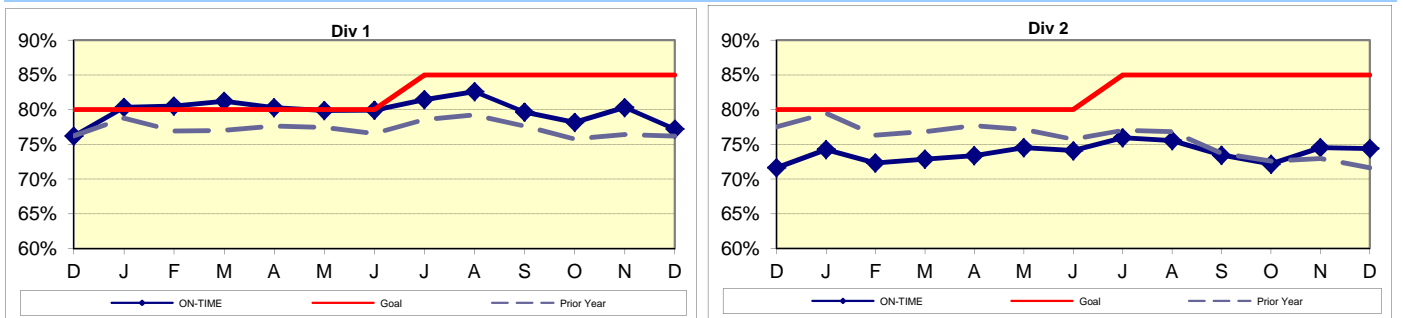 Div 1
90%
85%
80%
75%
70%
65%
60%
D J F M A M J J A S O N D
ON-TIME Goal Prior Year
Div 2
90%
85%
80%
75%
70%
65%
60%
D J F M A M J J A S O N D
ON-TIME Goal Prior Year